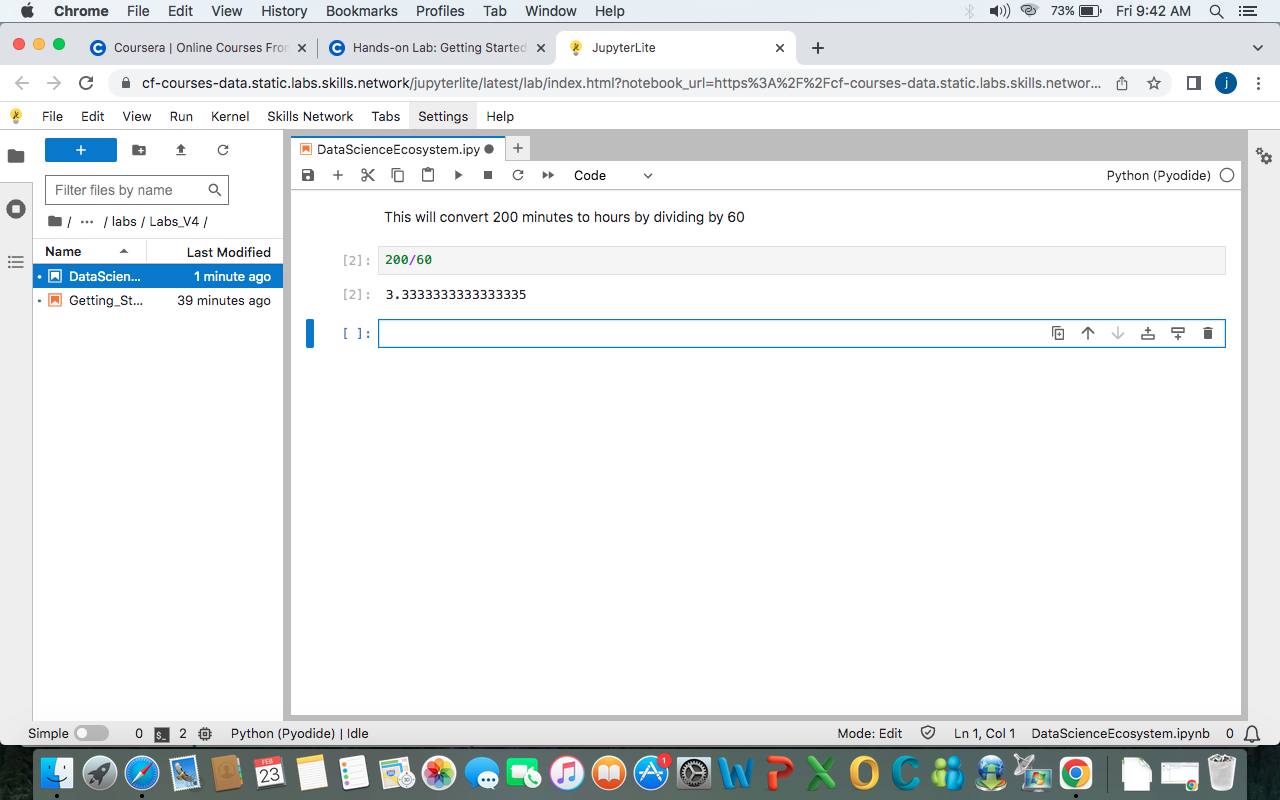 Chrome File Edit View History Bookmarks Profiles Tab Window Help 73% Fri 9:42 AM
Coursera | Online Courses Fro Hands-on Lab: Getting Started JupyterLite
cf-courses-data.static.labs.skills.network/jupyterlite/latest/lab/index.html?notebook_url=https%3A%2F%2Fcf-courses-data.static.labs.skills.networ... j
File Edit View Run Kernel Skills Network Tabs Settings Help
+
DataScienceEcosystem.ipy
Code Python (Pyodide)
Filter files by name
/ ··· / labs / Labs_V4 /
Name Last Modified
DataScien... 1 minute ago
Getting_St... 39 minutes ago
This will convert 200 minutes to hours by dividing by 60
[2]: 200/60
[2]: 3.3333333333333335
[ ]:
Simple 0 $_ 2 Python (Pyodide) | Idle Mode: Edit Ln 1, Col 1 DataScienceEcosystem.ipynb 0
FEB
23
30
1
W P X O C